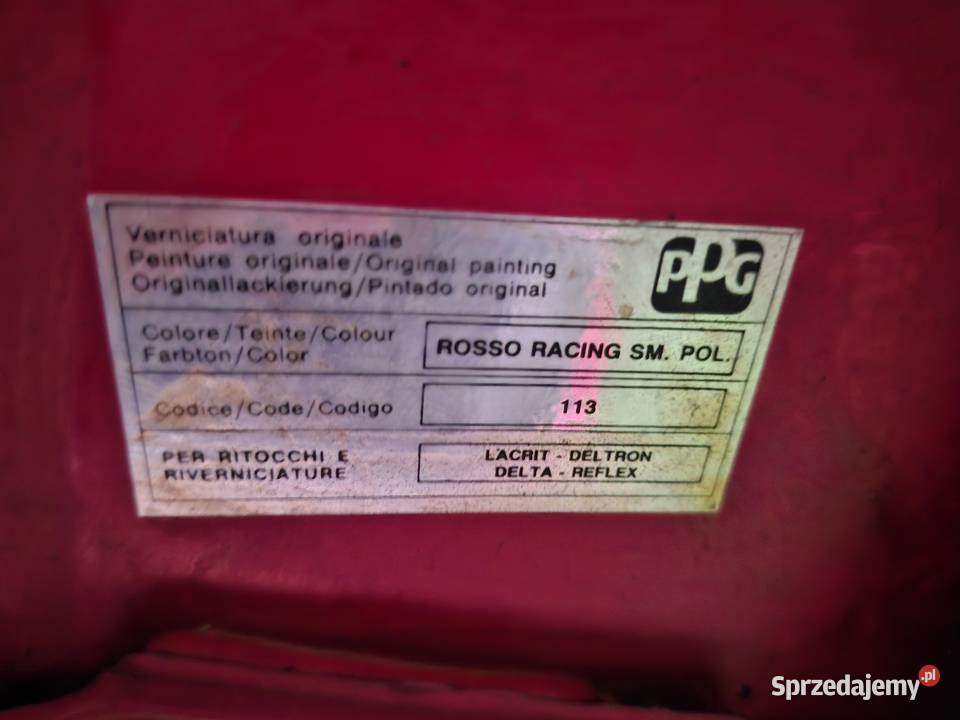 Verniciatura originale
Peinture originale/Original painting
Originallackierung/Pintado original
PPG
Colore/Teinte/Colour
Farbton/Color
ROSSO RACING SM. POL.
Codice/Code/Codigo
113
PER RITOCCHI E
RIVERNICIATURE
LACRIT - DELTRON
DELTA - REFLEX
Sprzedajemy.pl